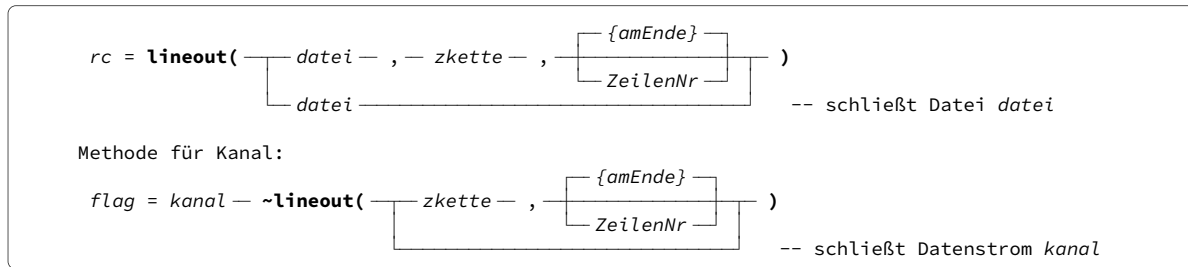 {amEnde}
rc = lineout( datei , zkette , )
ZeilenNr
datei -- schließt Datei datei
Methode für Kanal:
{amEnde}
flag = kanal ~lineout( zkette , )
ZeilenNr
-- schließt Datenstrom kanal